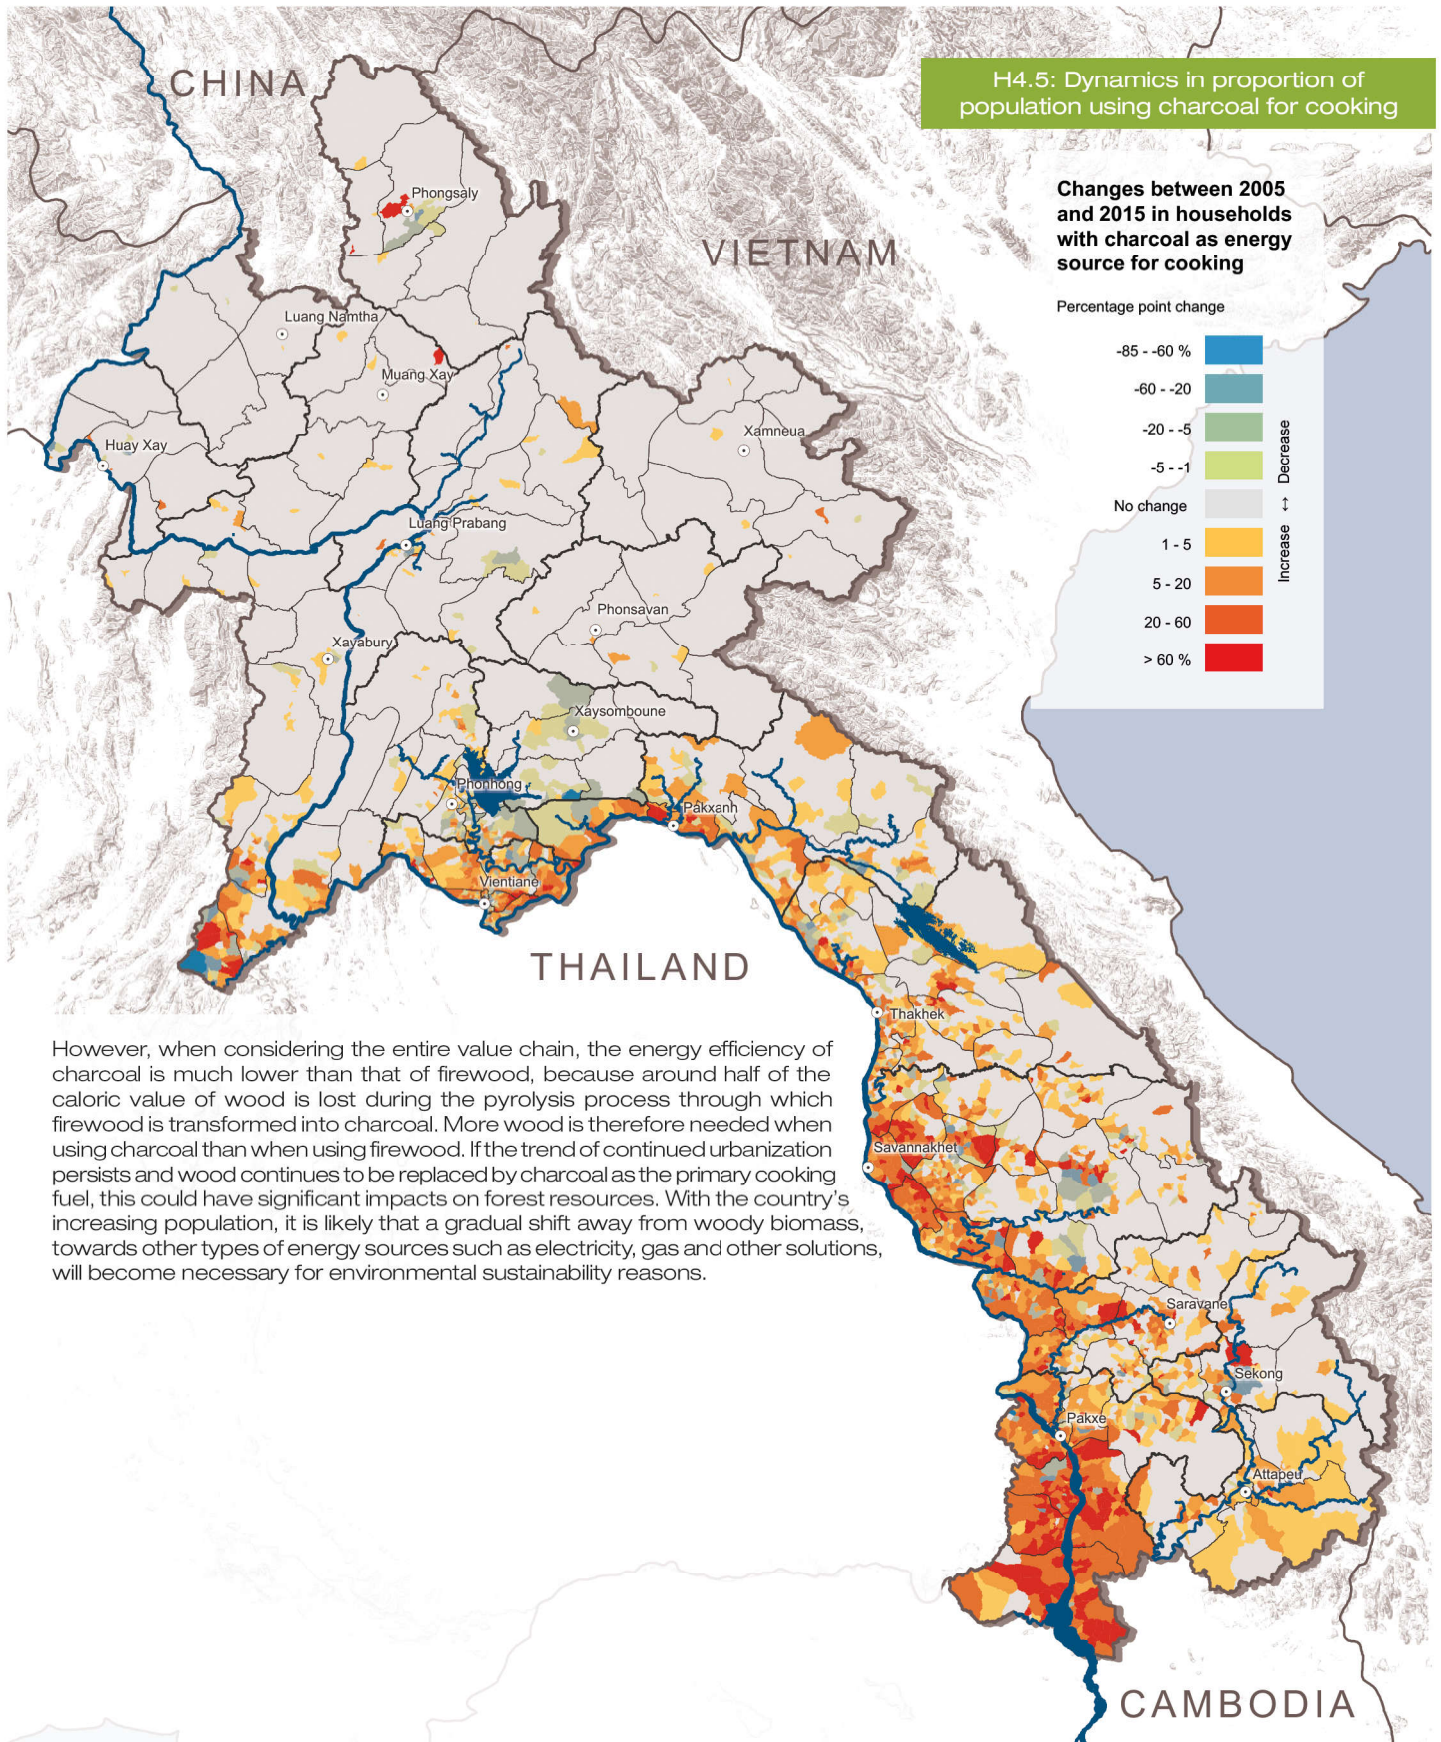 CHINA
H4.5: Dynamics in proportion of
population using charcoal for cooking
Changes between 2005
and 2015 in households
with charcoal as energy
source for cooking
Percentage point change
-85 - -60 %
-60 - -20
-20 - -5
-5 - -1
No change
1 - 5
5 - 20
20 - 60
> 60 %
Increase ↔ Decrease
Phongsaly
VIETNAM
Luang Namtha
Muang Xay
Huay Xay
Xamneua
Luang Prabang
Phonsavan
Xayabury
Xaysomboune
Phonhong
Pakxanh
Vientiane
THAILAND
Thakhek
However, when considering the entire value chain, the energy efficiency of
charcoal is much lower than that of firewood, because around half of the
caloric value of wood is lost during the pyrolysis process through which
firewood is transformed into charcoal. More wood is therefore needed when
using charcoal than when using firewood. If the trend of continued urbanization
persists and wood continues to be replaced by charcoal as the primary cooking
fuel, this could have significant impacts on forest resources. With the country's
increasing population, it is likely that a gradual shift away from woody biomass,
towards other types of energy sources such as electricity, gas and other solutions,
will become necessary for environmental sustainability reasons.
Savannakhet
Saravane
Sekong
Pakxe
Attapeu
CAMBODIA